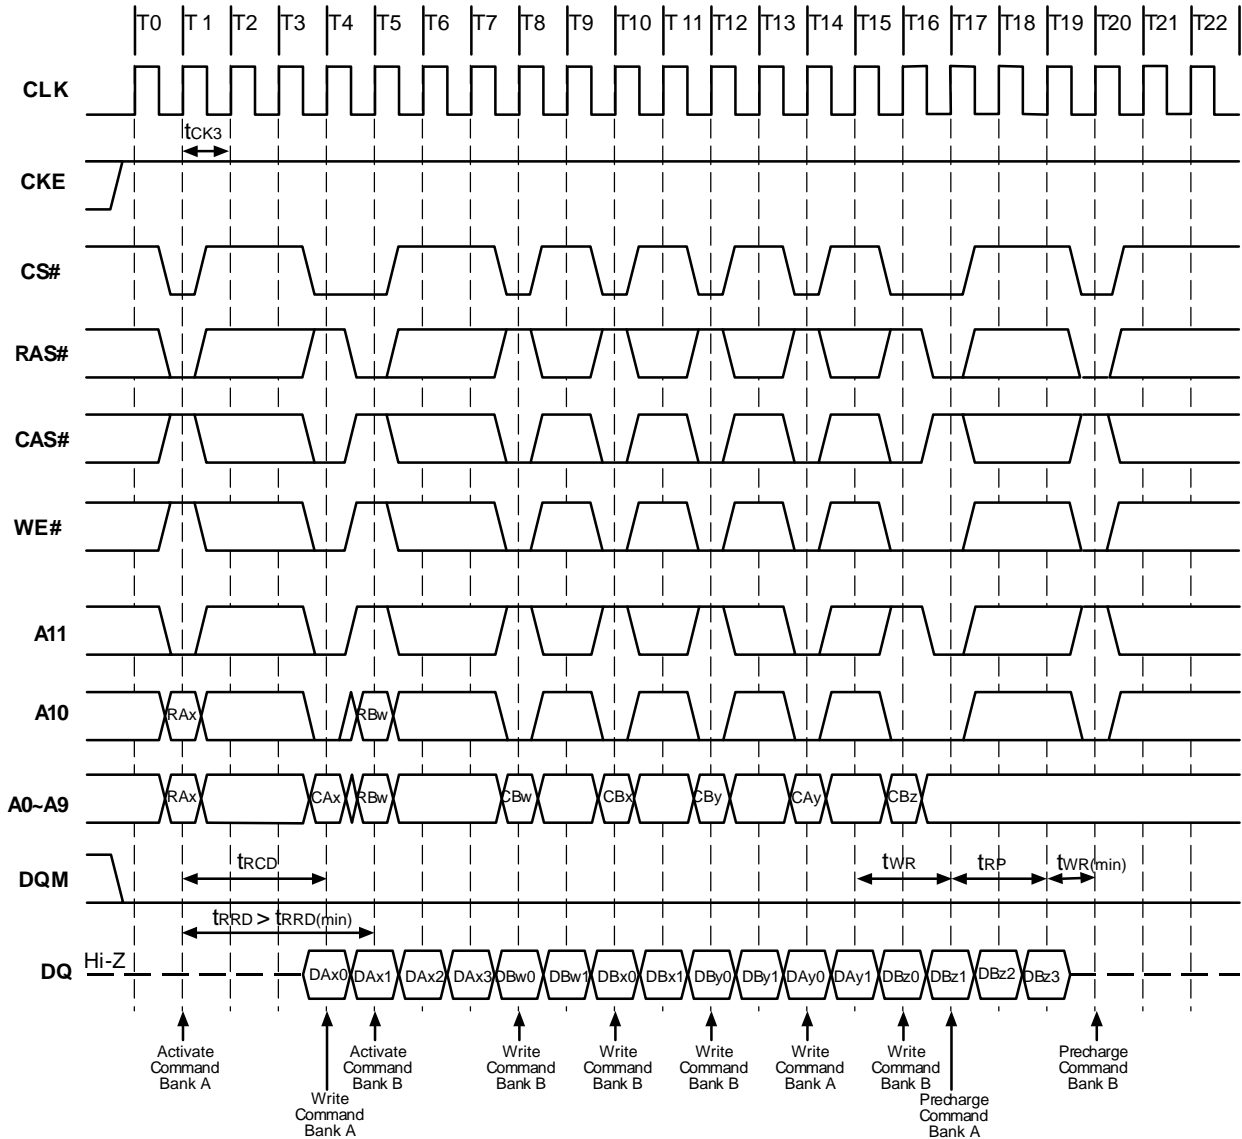 T0 T1 T2 T3 T4 T5 T6 T7 T8 T9 T10 T11 T12 T13 T14 T15 T16 T17 T18 T19 T20 T21 T22
CLK
tCK3
CKE
CS#
RAS#
CAS#
WE#
A11
A10
RAx RBw
A0~A9
RAx CAx RBw CBw CBx CBy CAy CBz
DQM
tRCD tWR tRP tWR(min)
tRRD > tRRD(min)
DQ
Hi-Z
DAx0 DAx1 DAx2 DAx3 DBw0 DBw1 DBx0 DBx1 DBy0 DBy1 DAy0 DAy1 DBz0 DBz1 DBz2 DBz3
Activate
Command
Bank A
Write
Command
Bank A
Activate
Command
Bank B
Write
Command
Bank B
Write
Command
Bank B
Write
Command
Bank B
Write
Command
Bank A
Write
Command
Bank B
Precharge
Command
Bank A
Precharge
Command
Bank B